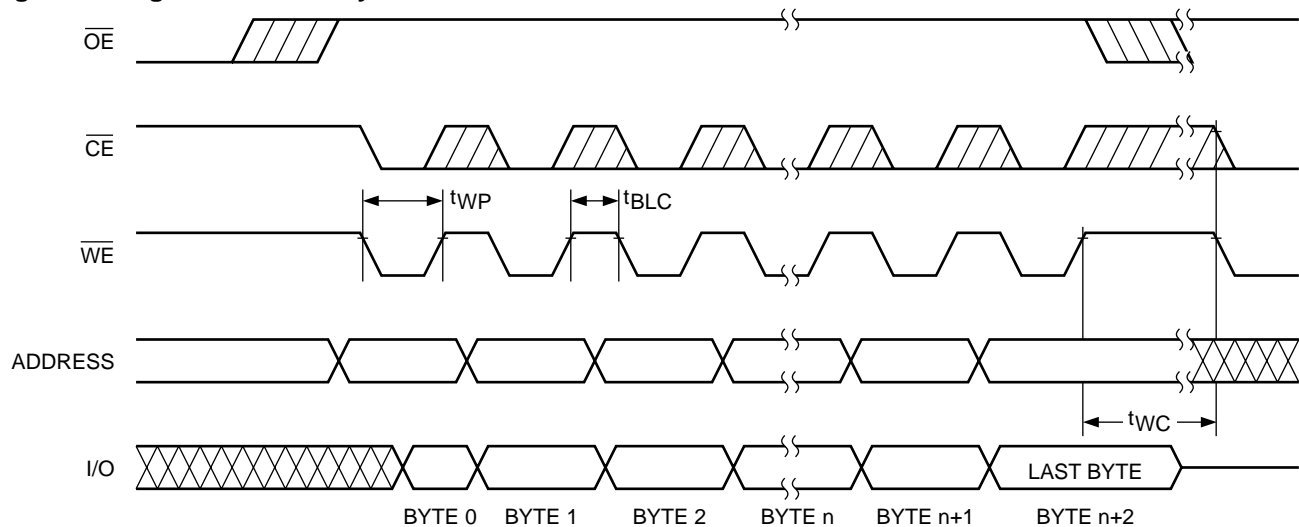 OE
CE
tWP
tBLC
WE
ADDRESS
tWC
I/O
LAST BYTE
BYTE 0 BYTE 1 BYTE 2 BYTE n BYTE n+1 BYTE n+2